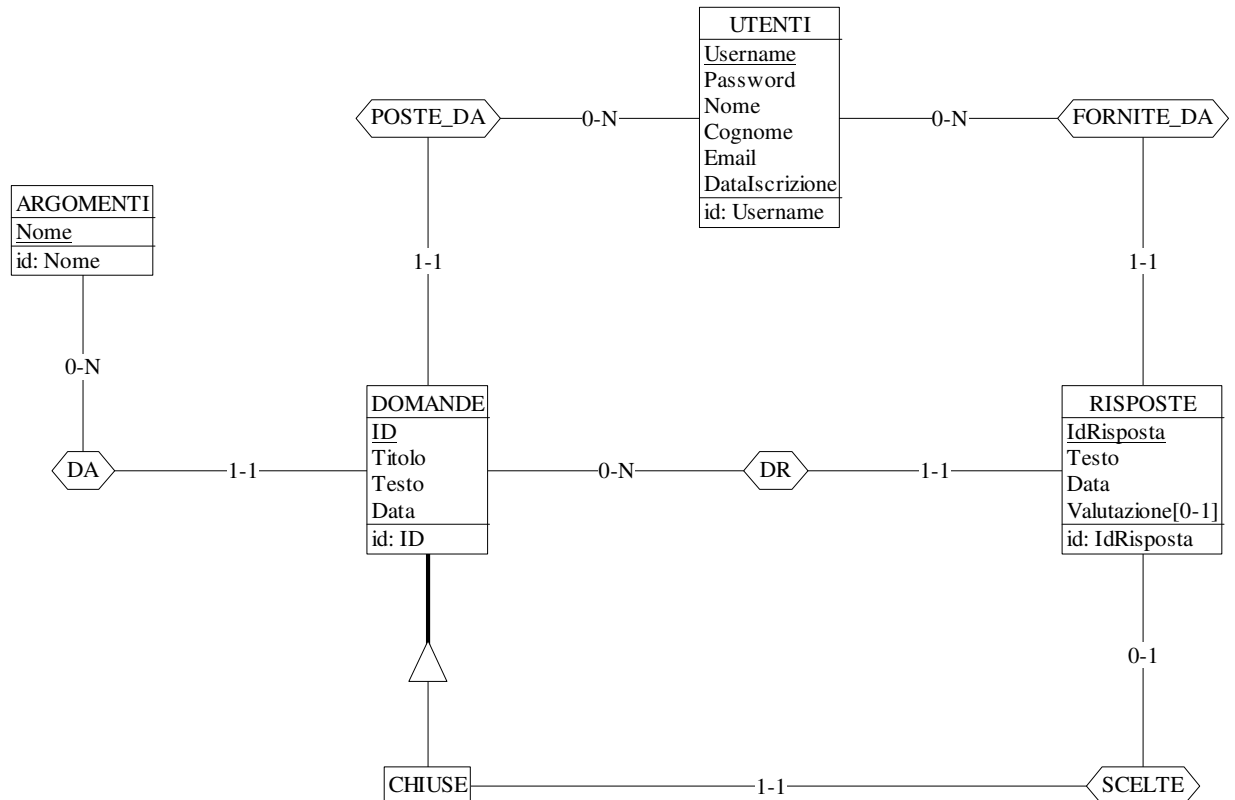 UTENTI
Username
Password
Nome
Cognome
Email
DataIscrizione
id: Username
POSTE_DA
0-N
0-N
FORNITE_DA
ARGOMENTI
Nome
id: Nome
1-1
1-1
0-N
DOMANDE
ID
Titolo
Testo
Data
id: ID
RISPOSTE
IdRisposta
Testo
Data
Valutazione[0-1]
id: IdRisposta
DA
1-1
0-N
DR
1-1
0-1
CHIUSE
1-1
SCELTE